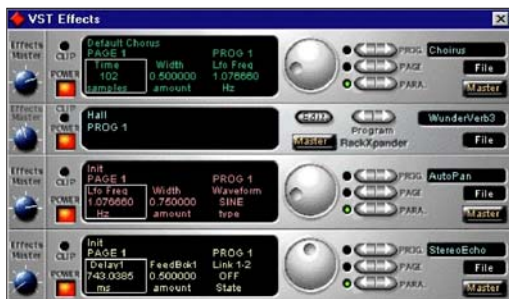 VST Effects
Effects Master
CLIP
POWER
Default Chorus
PAGE 1 PROG 1
Time Width Lfo Freq
102 0.500000 1.076660
samples amount Hz
PROG. Choirus
PAGE File
PARA. Master
Effects Master
CLIP
POWER
Hall
PROG 1
Edit
Program
Master RackXpander
WunderVerb3
File
Effects Master
CLIP
POWER
Init
PAGE 1 PROG 1
Lfo Freq Width Waveform
1.076660 0.750000 SINE
Hz amount type
PROG. AutoPan
PAGE File
PARA. Master
Effects Master
CLIP
POWER
Init
PAGE 1 PROG 1
Delay1 FeedBck1 Link 1-2
743.0385 0.500000 OFF
ms amount State
PROG. StereoEcho
PAGE File
PARA. Master